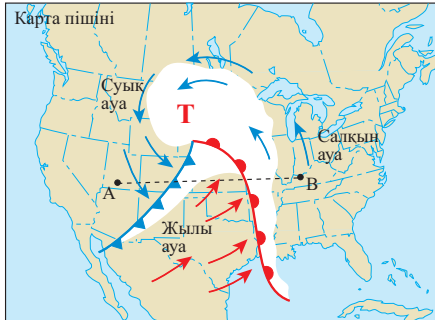 Карта пішіні
Суық
ауа
Т
Салқын
ауа
А
В
Жылы
ауа